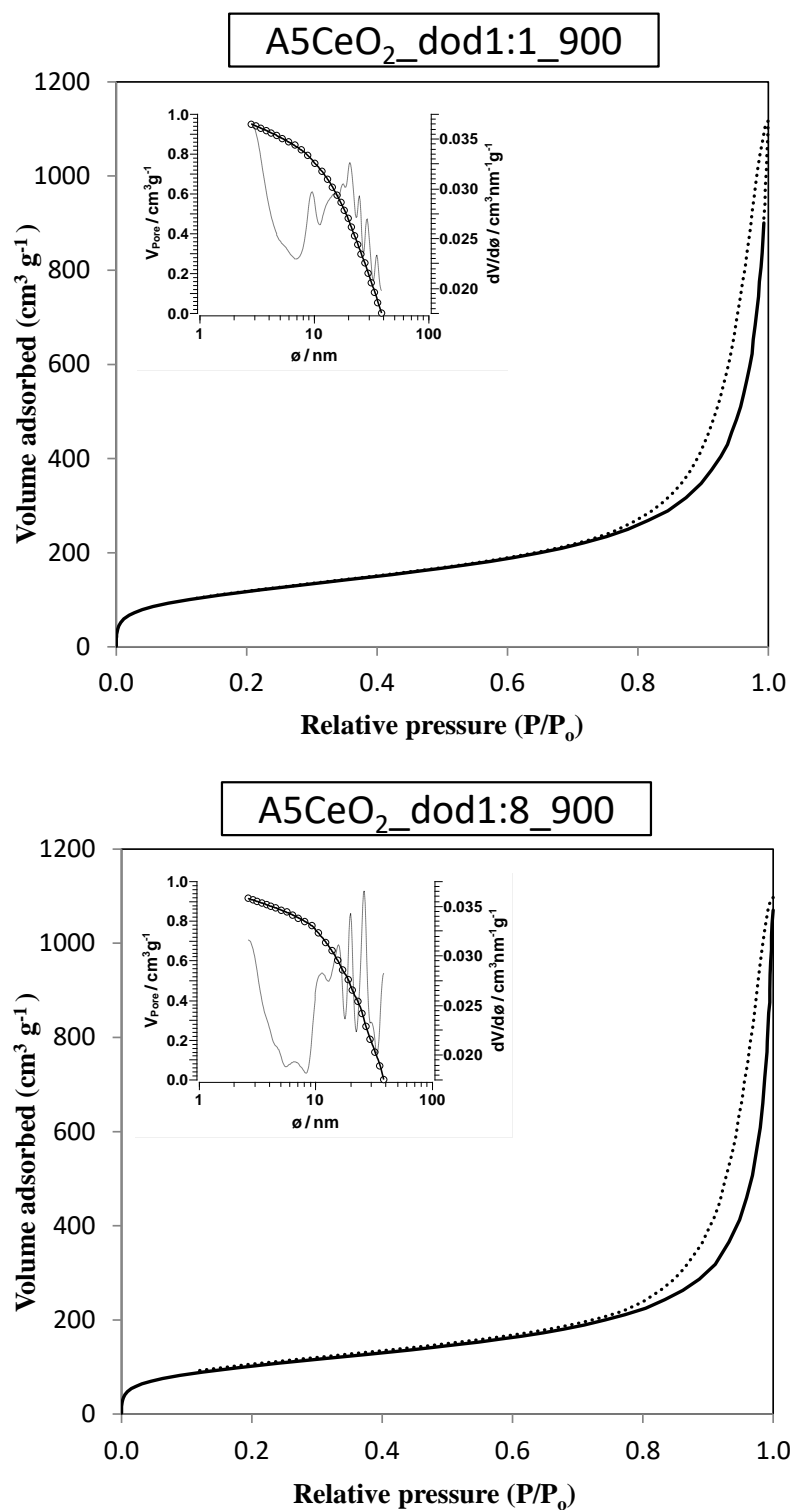 A5CeO₂_dod1:1_900
1200
1000
800
600
400
200
0
Volume adsorbed (cm³ g⁻¹ )
0.0 0.2 0.4 0.6 0.8 1.0
Relative pressure (P/Pₒ)
1.0
0.8
0.6
0.4
0.2
0.0
V_Pore / cm³g⁻¹
0.035
0.030
0.025
0.020
dV/dø / cm³nm⁻¹g⁻¹
1 10 100
ø / nm
A5CeO₂_dod1:8_900
1200
1000
800
600
400
200
0
Volume adsorbed (cm³ g⁻¹ )
0.0 0.2 0.4 0.6 0.8 1.0
Relative pressure (P/Pₒ)
1.0
0.8
0.6
0.4
0.2
0.0
V_Pore / cm³g⁻¹
0.035
0.030
0.025
0.020
dV/dø / cm³nm⁻¹g⁻¹
1 10 100
ø / nm